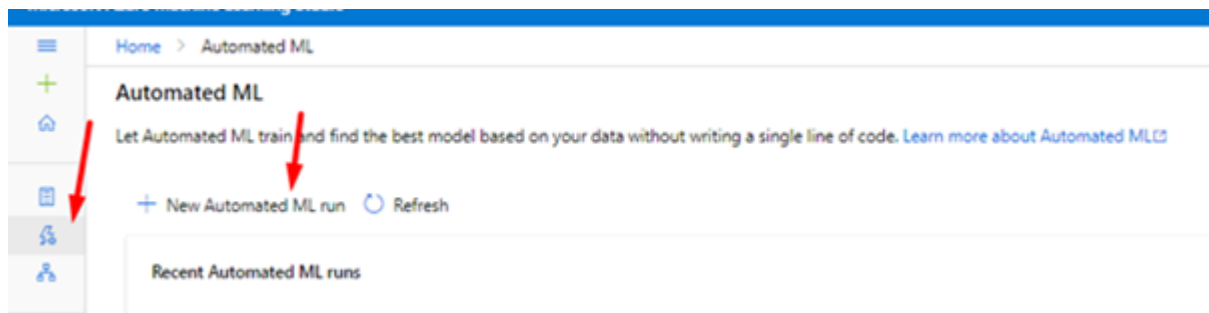 Home > Automated ML
Automated ML
Let Automated ML train and find the best model based on your data without writing a single line of code. Learn more about Automated ML
New Automated ML run Refresh
Recent Automated ML runs